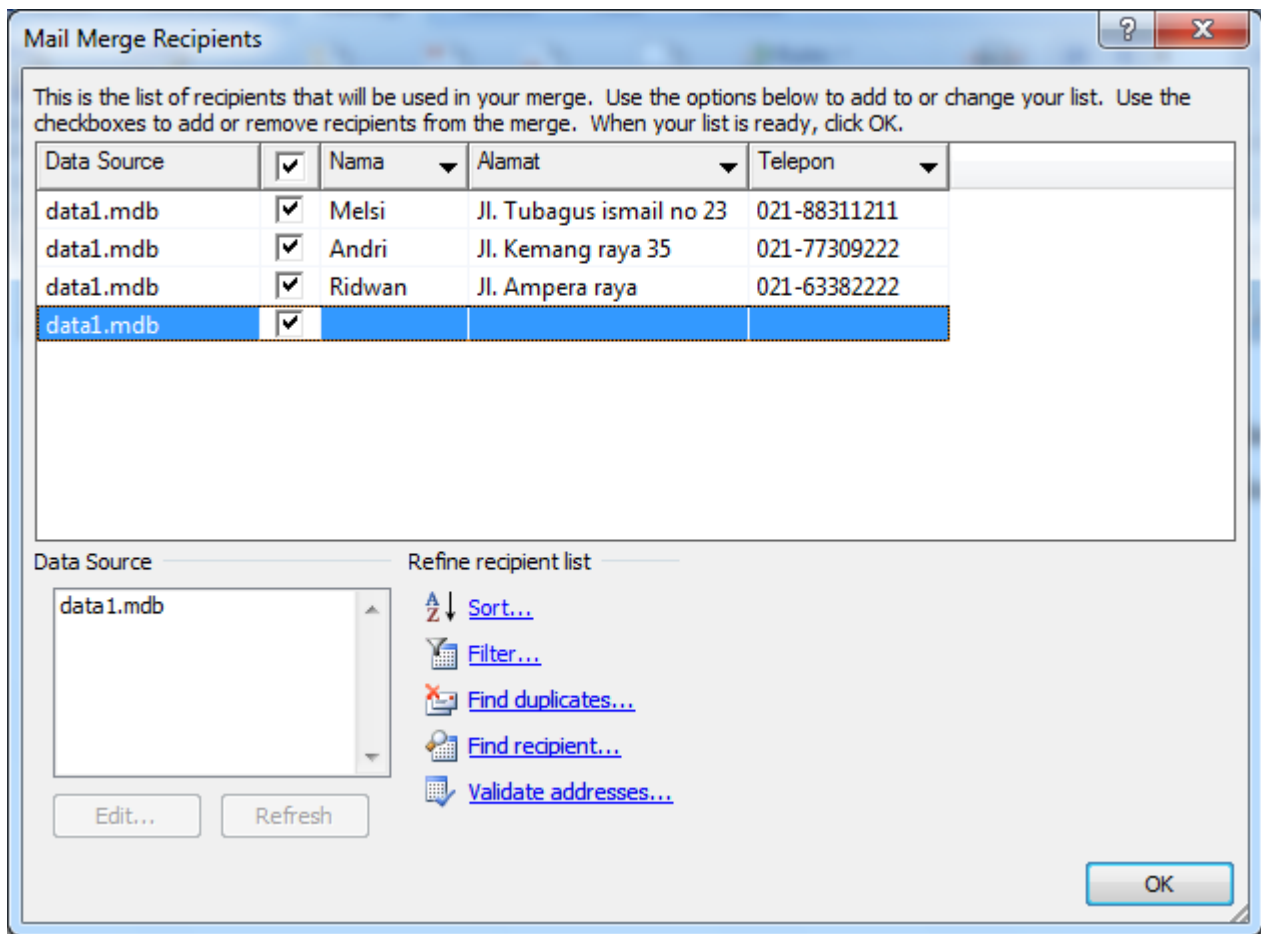 Mail Merge Recipients
This is the list of recipients that will be used in your merge. Use the options below to add to or change your list. Use the
checkboxes to add or remove recipients from the merge. When your list is ready, click OK.
Data Source Nama Alamat Telepon
data1.mdb Melsi Jl. Tubagus ismail no 23 021-88311211
data1.mdb Andri Jl. Kemang raya 35 021-77309222
data1.mdb Ridwan Jl. Ampera raya 021-63382222
data1.mdb
Data Source
data1.mdb
Edit...
Refresh
Refine recipient list
Sort...
Filter...
Find duplicates...
Find recipient...
Validate addresses...
OK